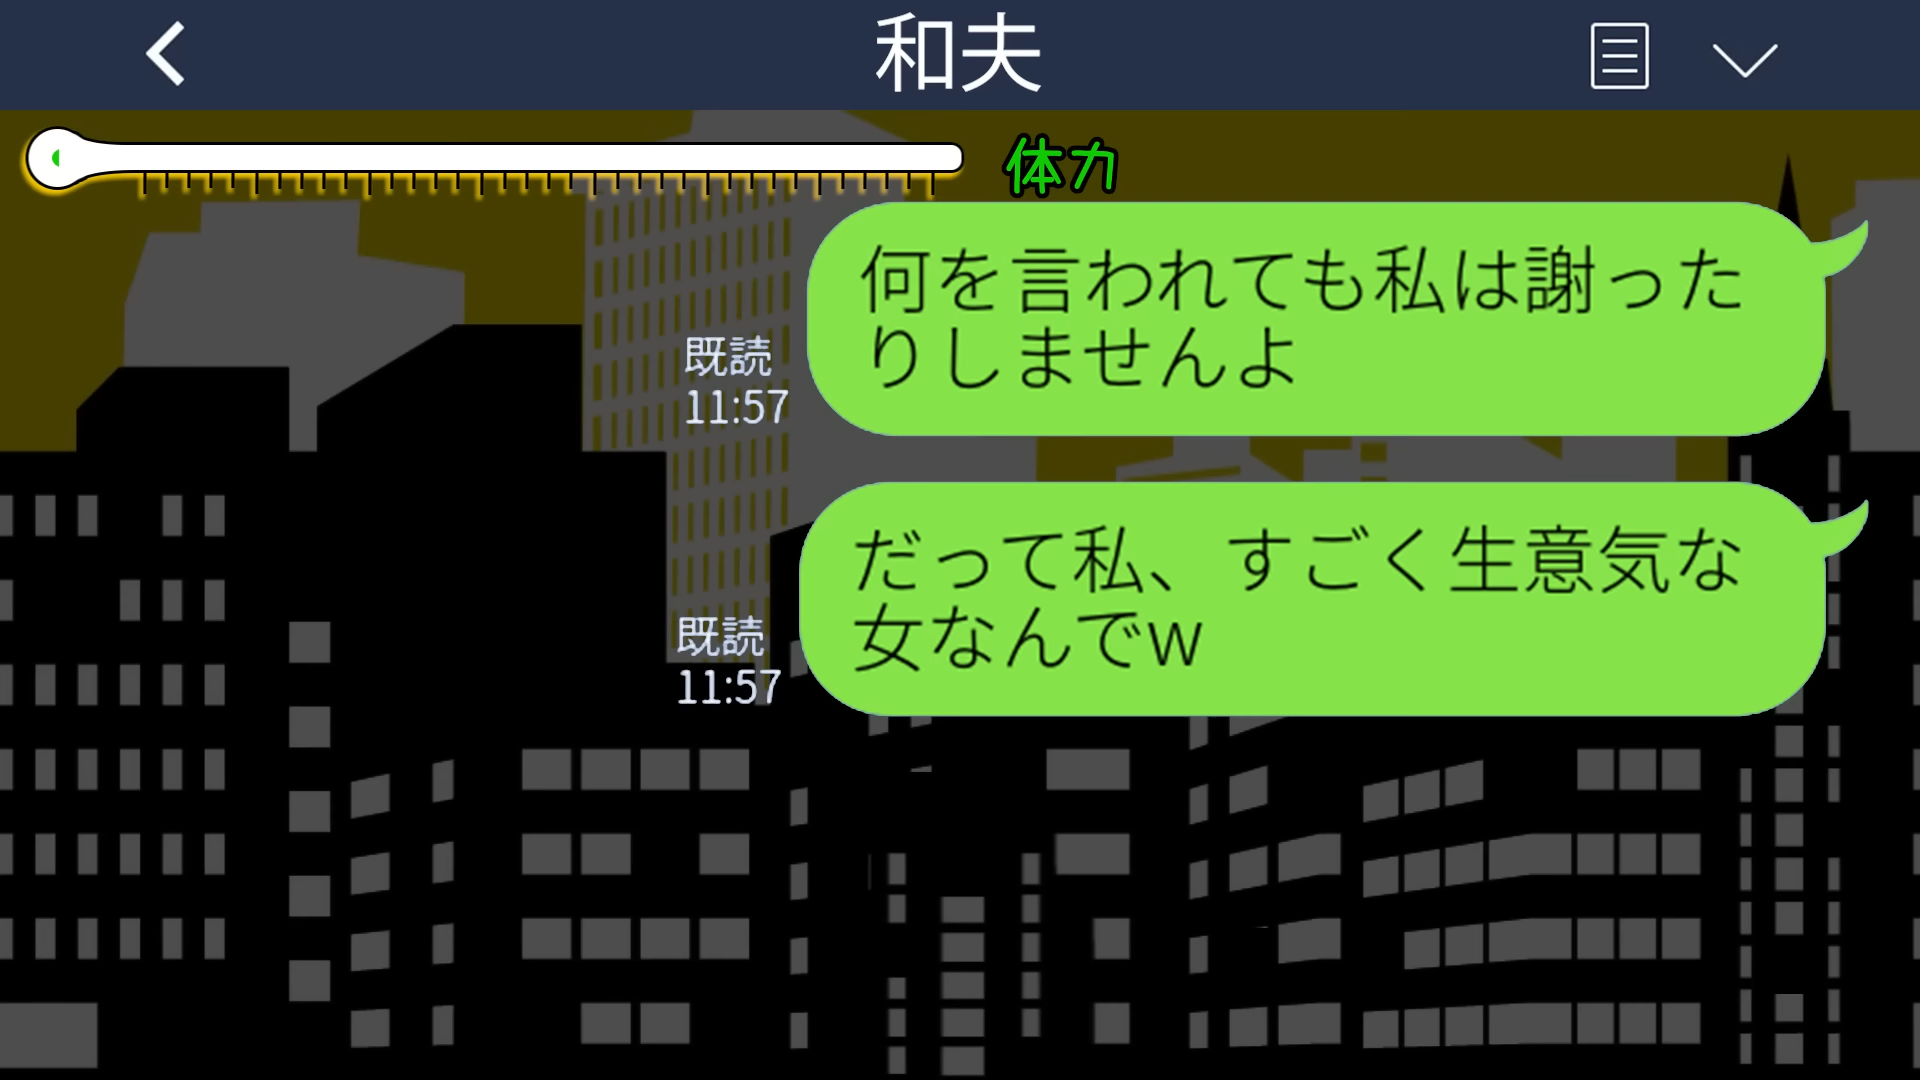 和夫
体力
何を言われても私は謝った
りしませんよ
既読
11:57
だって私、すごく生意気な
女なんでw
既読
11:57